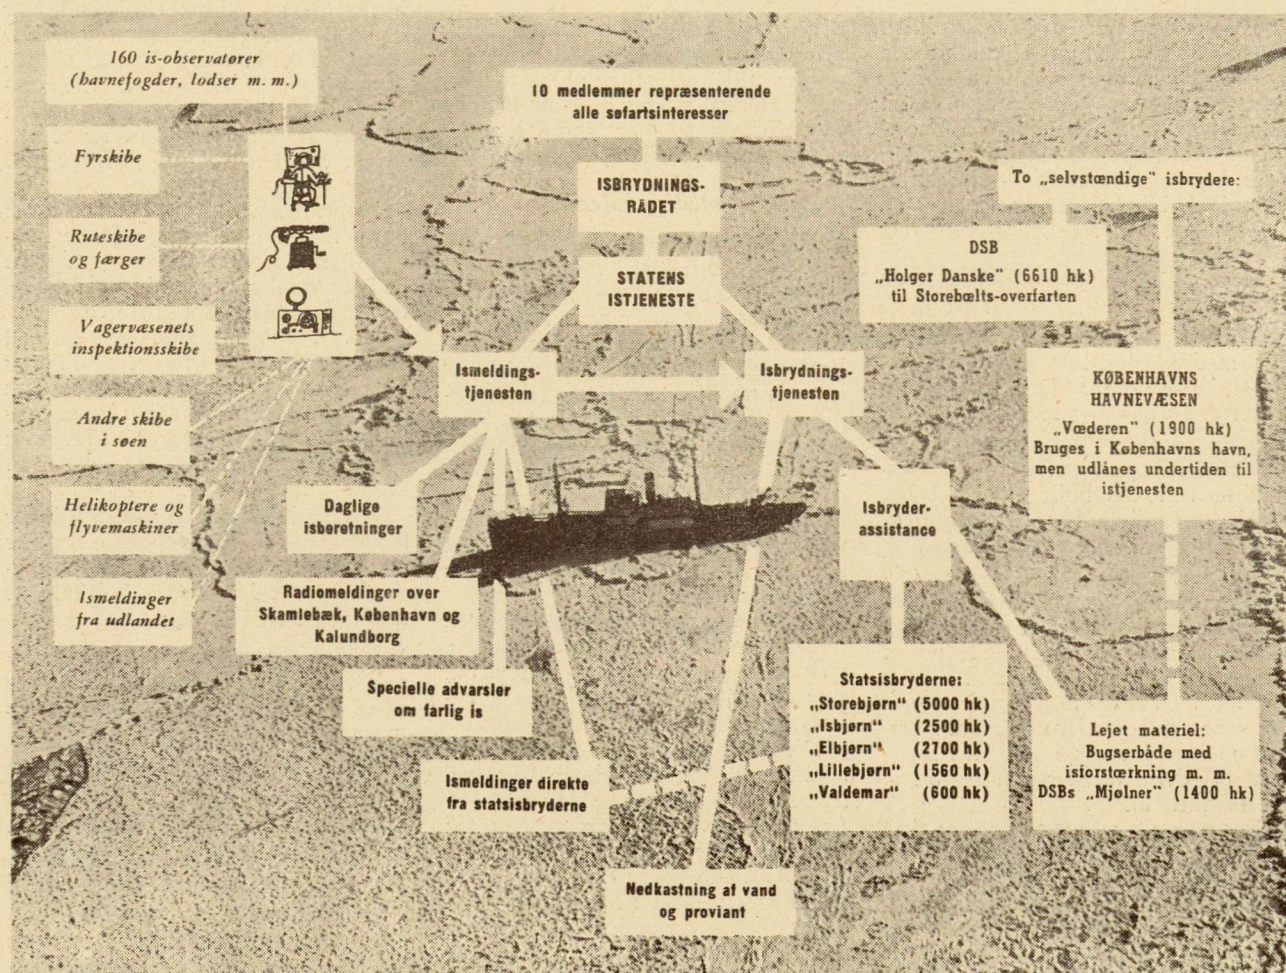 160 is-observatører
(havnefogder, lodser m. m.)
Fyrskibe
Ruteskibe
og færger
Vagervæsenets
inspektionsskibe
Andre skibe
i søen
Helikoptere og
flyvemaskiner
Ismeldinger
fra udlandet
10 medlemmer repræsenterende
alle søfartsinteresser
ISBRYDNINGS-
RÅDET
STATENS
ISTJENESTE
Ismeldings-
tjenesten
Isbrydnings-
tjenesten
Daglige
isberetninger
Radiomeldinger over
Skamlebæk, København og
Kalundborg
Specielle advarsler
om farlig is
Ismeldinger direkte
fra statsisbryderne
Nedkastning af vand
og proviant
Isbryder-
assistance
Statsisbryderne:
„Storebjørn“ (5000 hk)
„Isbjørn“ (2500 hk)
„Elbjørn“ (2700 hk)
„Lillebjørn“ (1560 hk)
„Valdemar“ (600 hk)
To „selvstændige“ isbrydere:
DSB
„Holger Danske“ (6610 hk)
til Storebælts-overfarten
KØBENHAVNS
HAVNEVÆSEN
„Væderen“ (1900 hk)
Bruges i Københavns havn,
men udlånes undertiden til
istjenesten
Lejet materiel:
Bugserbåde med
isforstærkning m. m.
DSBs „Mjølner“ (1400 hk)